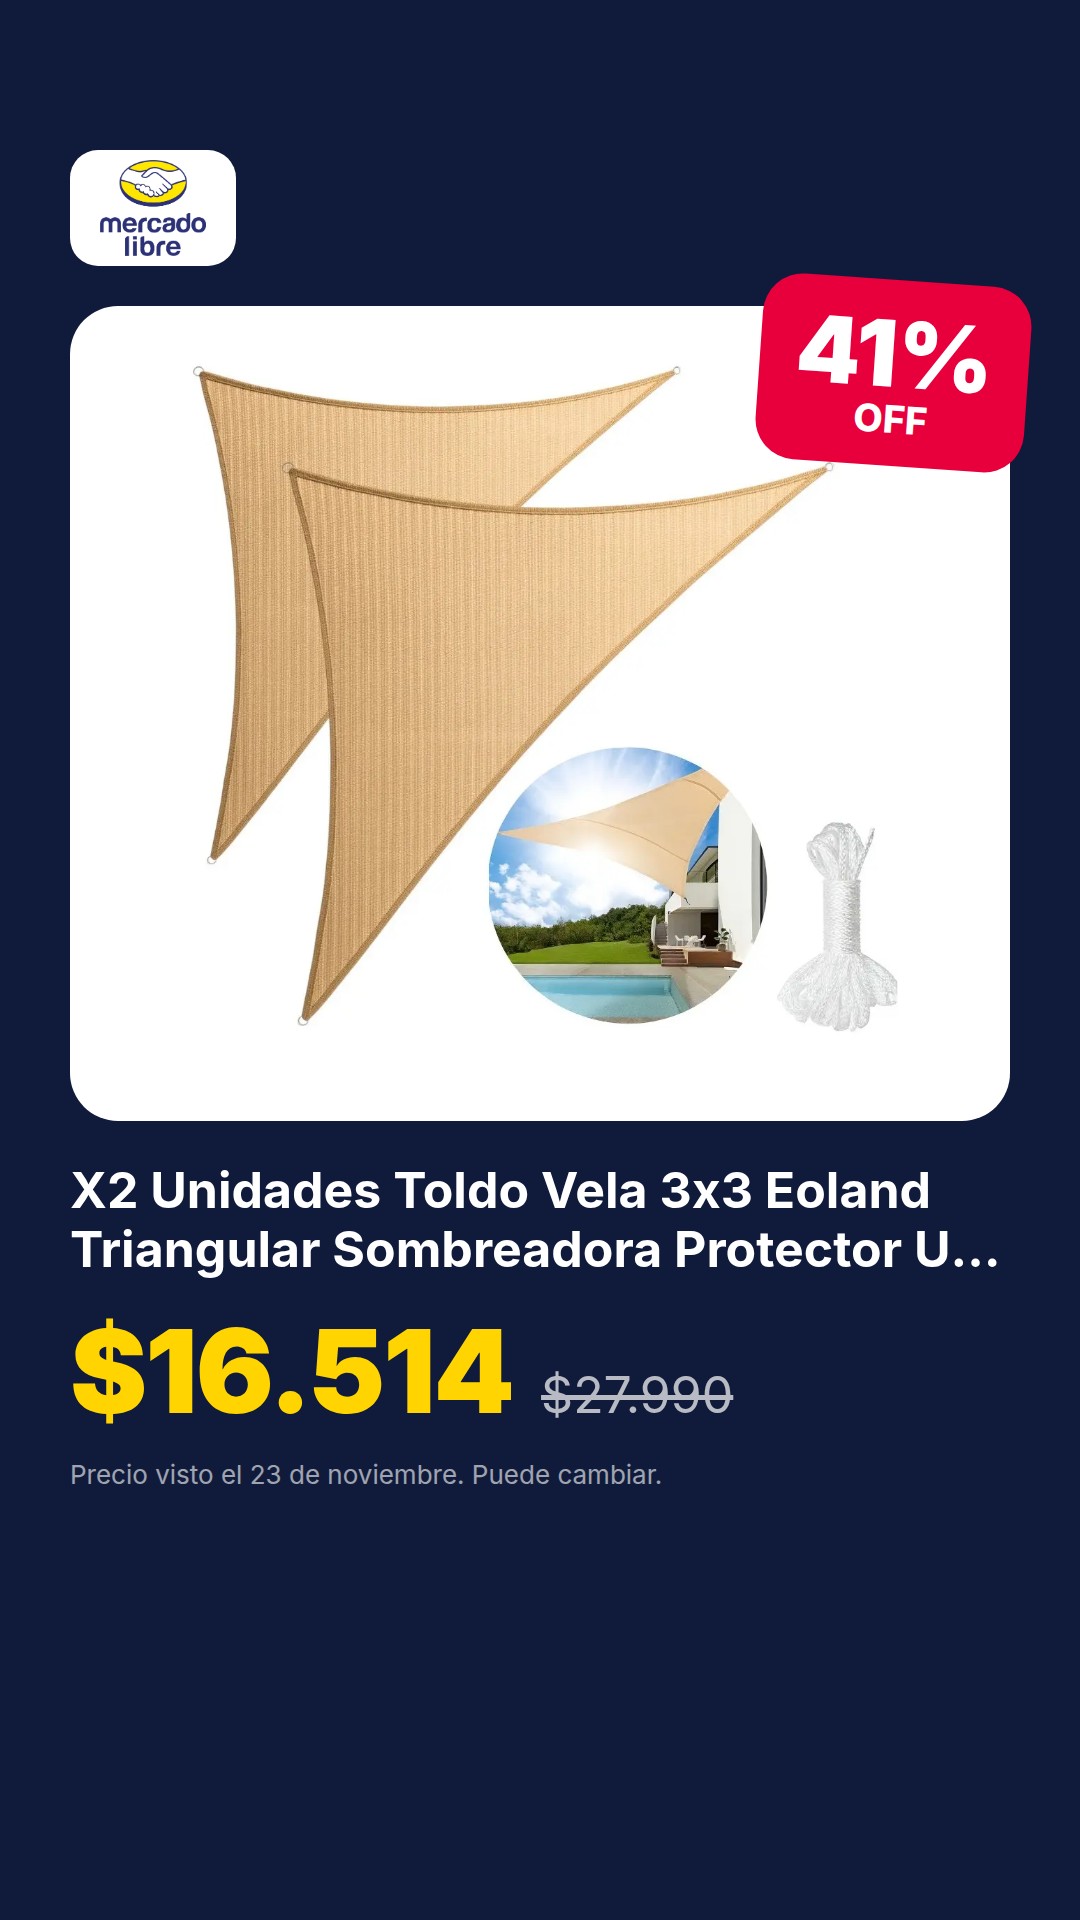 mercado
libre
41%
OFF
X2 Unidades Toldo Vela 3x3 Eoland
Triangular Sombreadora Protector U...
$16.514 $27.990
Precio visto el 23 de noviembre. Puede cambiar.